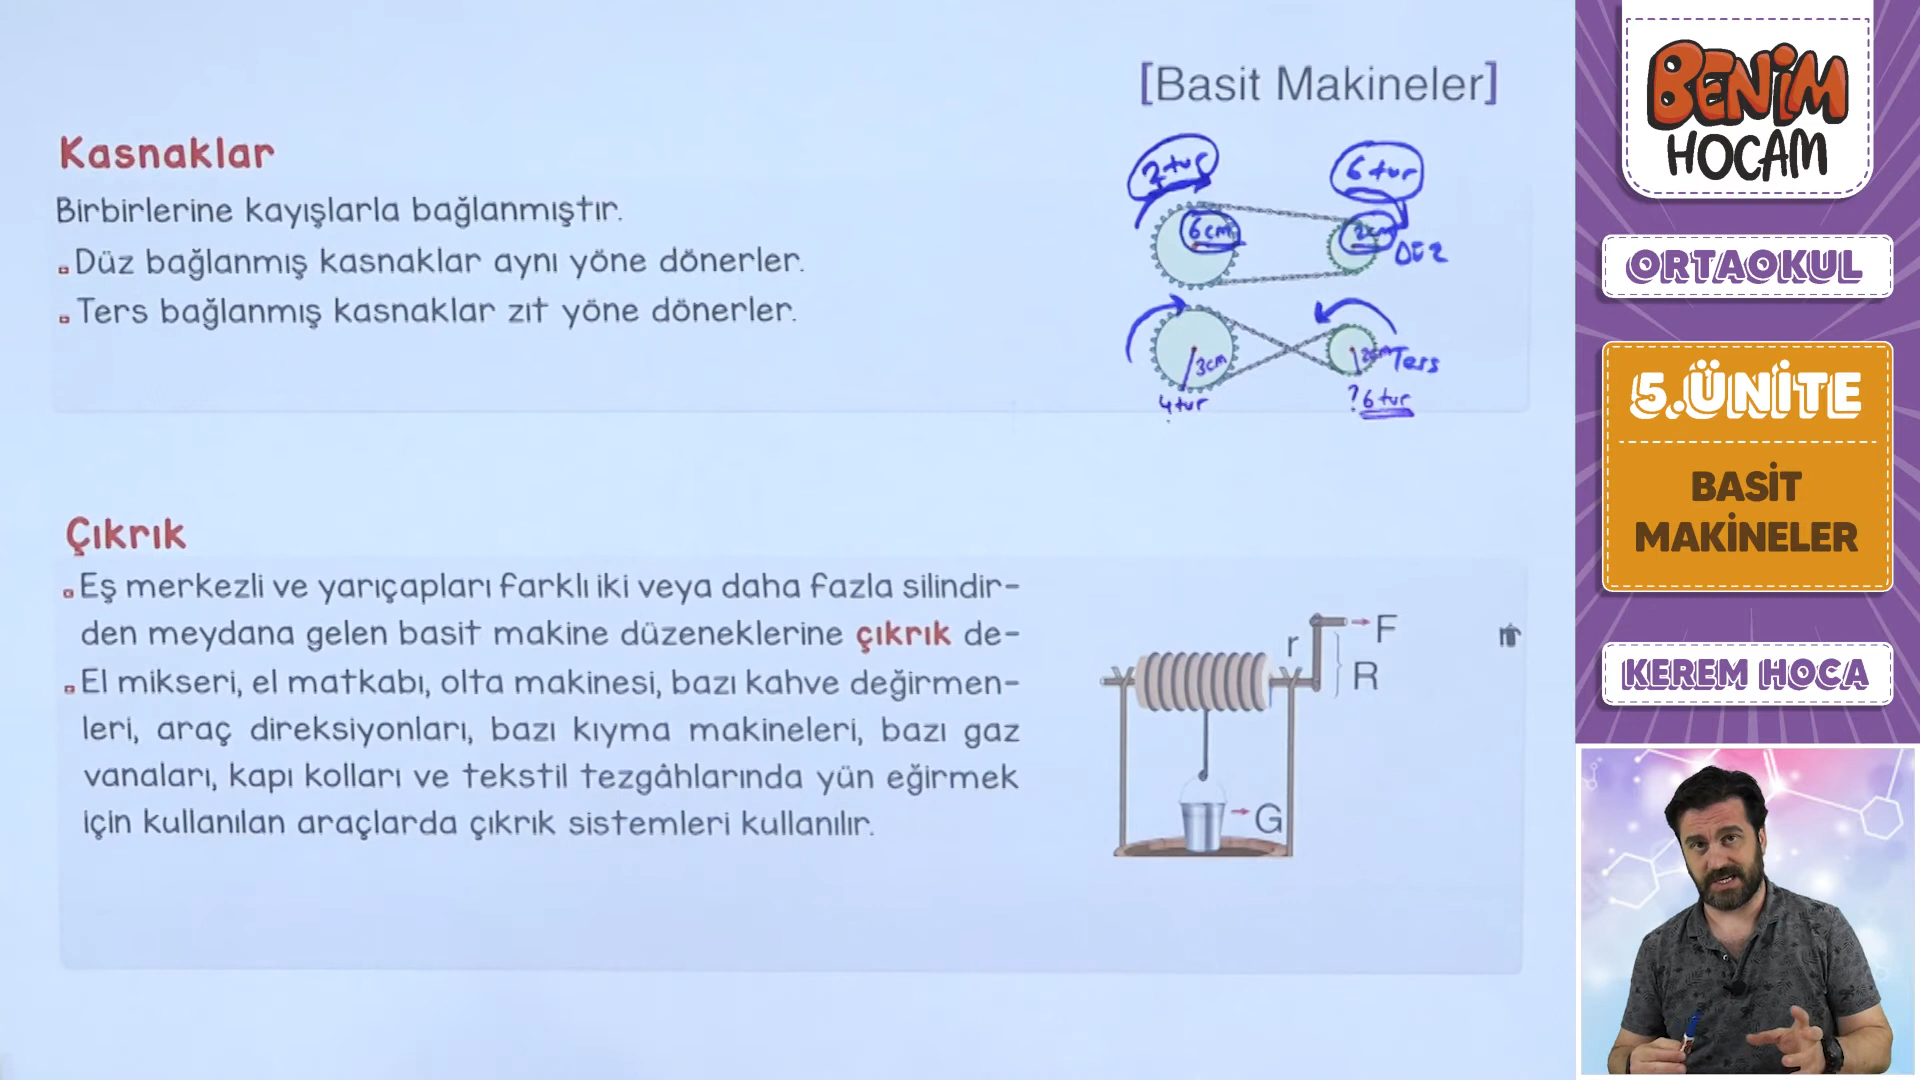 [Basit Makineler]
Kasnaklar
Birbirlerine kayışlarla bağlanmıştır.
Düz bağlanmış kasnaklar aynı yöne dönerler.
Ters bağlanmış kasnaklar zıt yöne dönerler.
2 tur
6 tur
6 cm
2cm
Düz
3cm
2cm
Ters
4 tur
? 6 tur
Çıkrık
Eş merkezli ve yarıçapları farklı iki veya daha fazla silindir-
den meydana gelen basit makine düzeneklerine çıkrık de-
El mikseri, el matkabı, olta makinesi, bazı kahve değirmen-
leri, araç direksiyonları, bazı kıyma makineleri, bazı gaz
vanaları, kapı kolları ve tekstil tezgâhlarında yün eğirmek
için kullanılan araçlarda çıkrık sistemleri kullanılır.
F
r
R
G
BENİM
HOCAM
ORTAOKUL
5.ÜNİTE
BASİT
MAKİNELER
KEREM HOCA